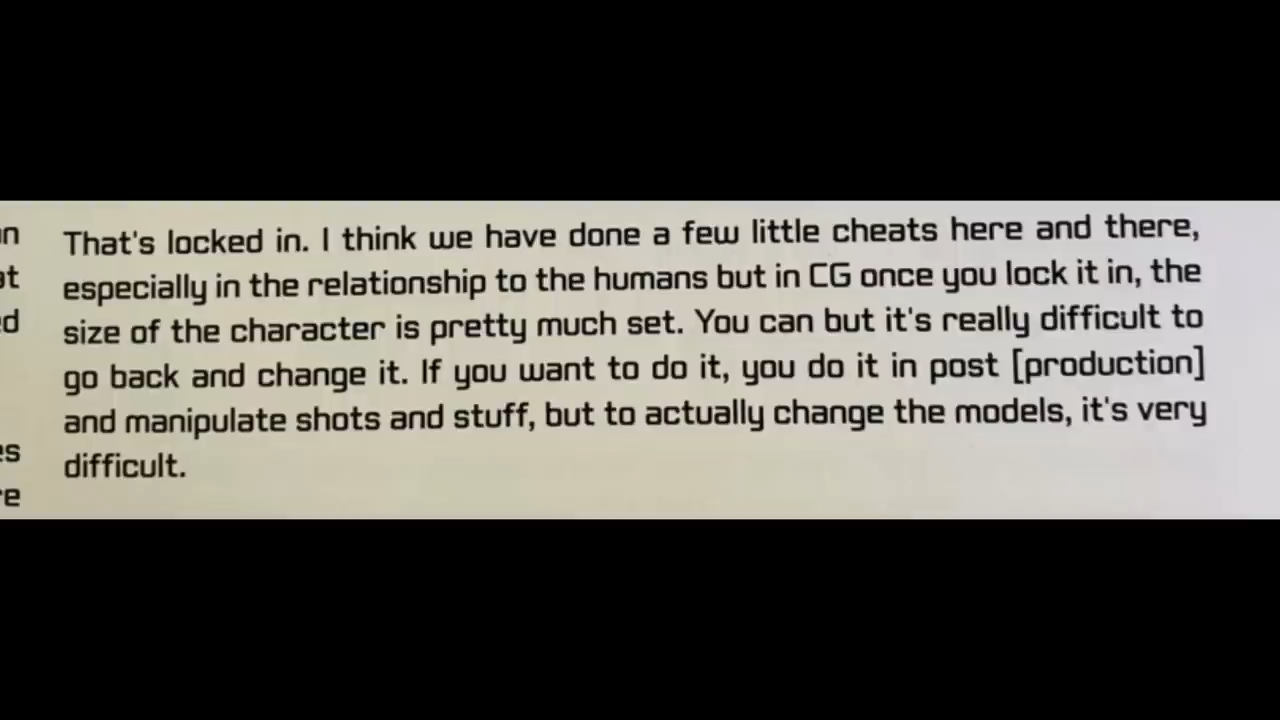 That's locked in. I think we have done a few little cheats here and there,
especially in the relationship to the humans but in CG once you lock it in, the
size of the character is pretty much set. You can but it's really difficult to
go back and change it. If you want to do it, you do it in post [production]
and manipulate shots and stuff, but to actually change the models, it's very
difficult.